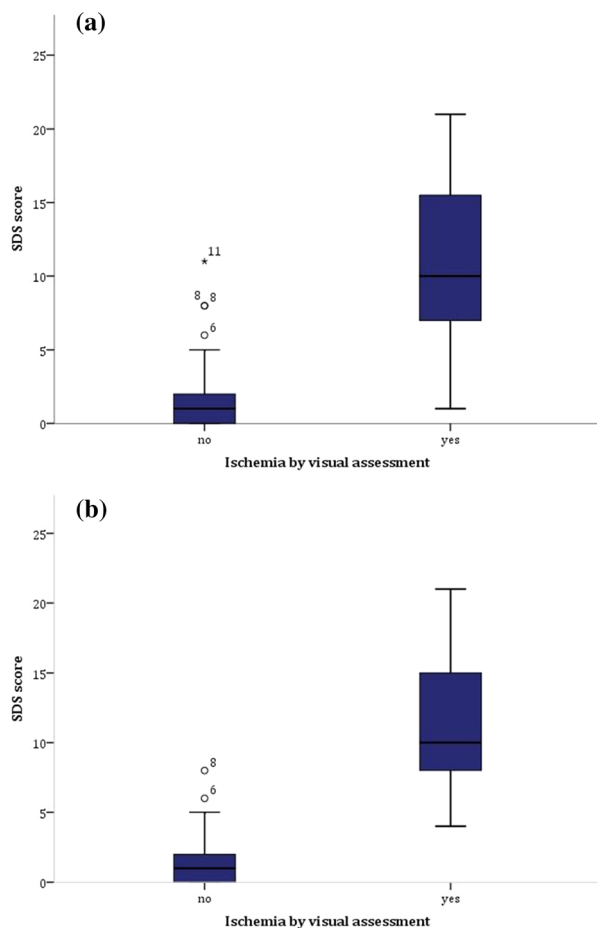 (a)
25
20
15
10
5
0
SDS score
11
8 8
6
no yes
Ischemia by visual assessment
(b)
25
20
15
10
5
0
SDS score
8
6
no yes
Ischemia by visual assessment